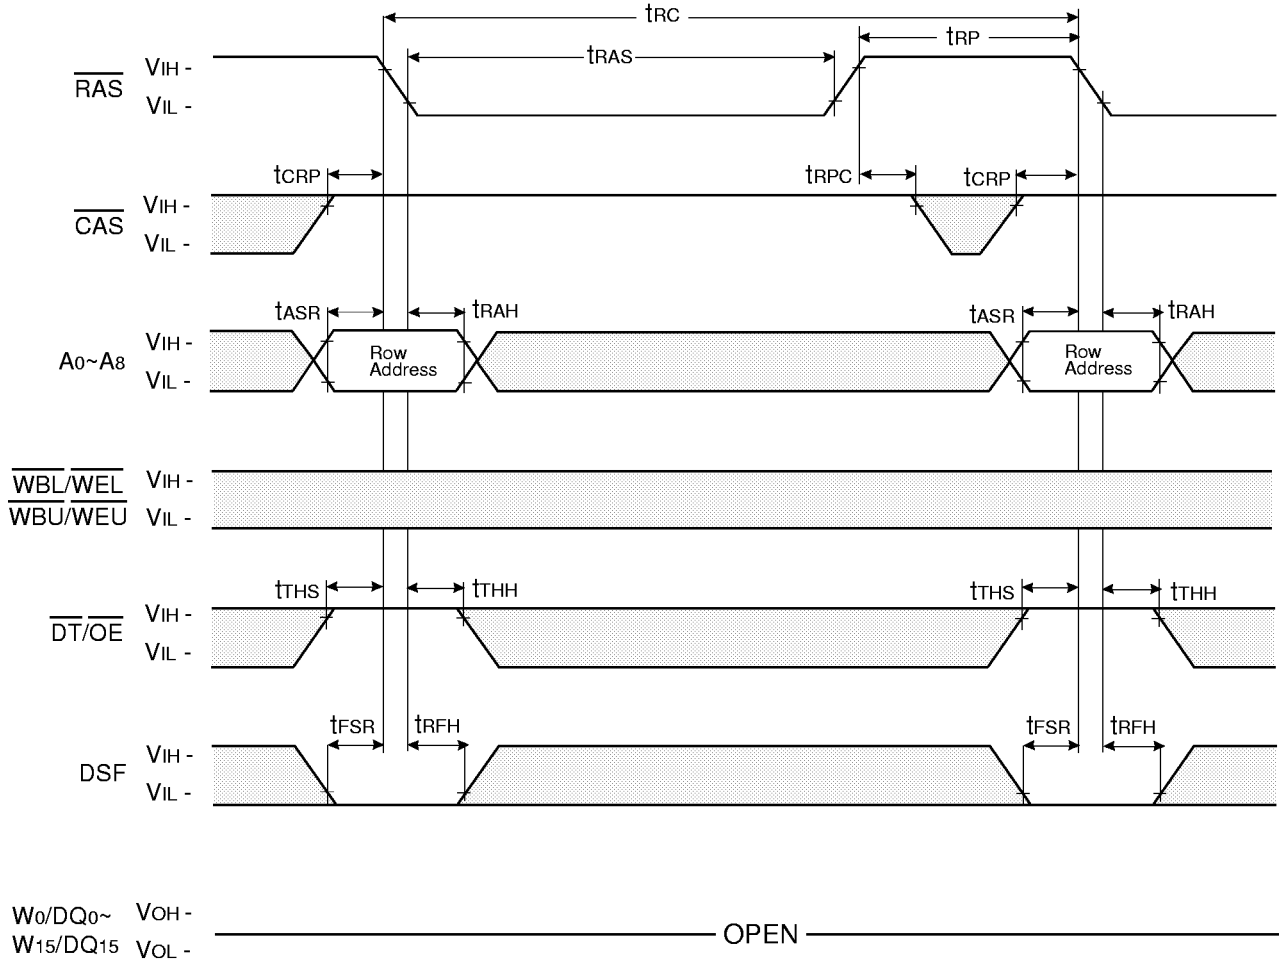 tRC
tRP
tRAS
RAS
VIH -
VIL -
tCRP
tRPC
tCRP
CAS
VIH -
VIL -
tASR
tRAH
tASR
tRAH
A0~A8
VIH -
VIL -
Row
Address
Row
Address
WBL/WEL
WBU/WEU
VIH -
VIL -
tTHS
tTHH
tTHS
tTHH
DT/OE
VIH -
VIL -
tFSR
tRFH
tFSR
tRFH
DSF
VIH -
VIL -
W0/DQ0~
W15/DQ15
VOH -
VOL -
OPEN